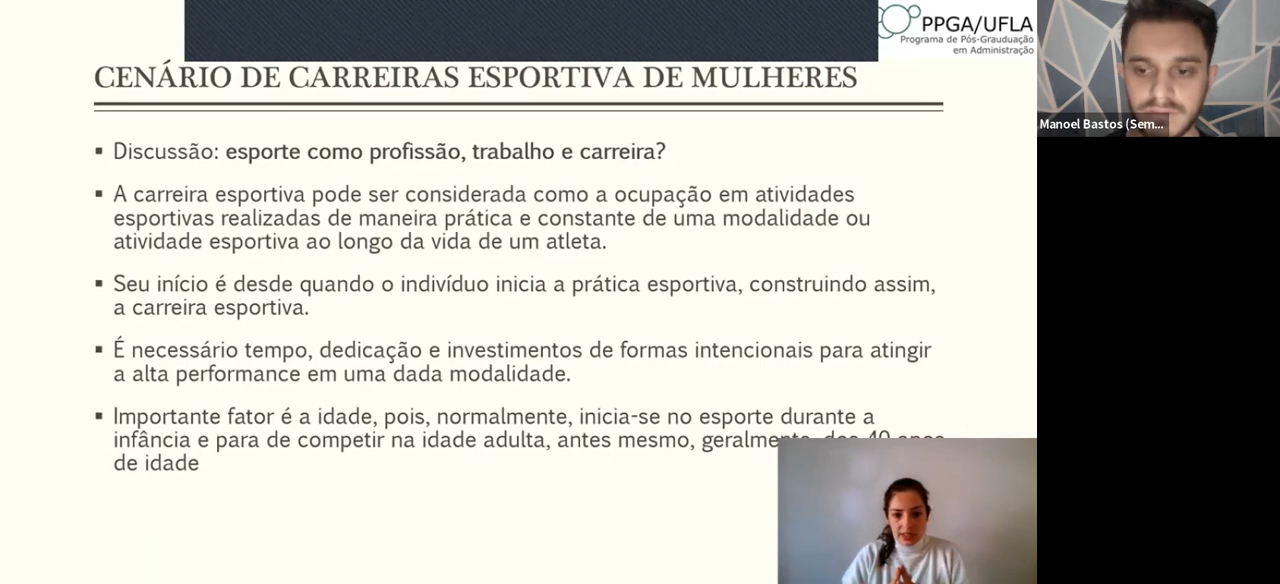 PPGA/UFLA
Programa de Pós-Grauduação
em Administração
Manoel Bastos (Sem...
CENÁRIO DE CARREIRAS ESPORTIVA DE MULHERES
▪ Discussão: esporte como profissão, trabalho e carreira?
▪ A carreira esportiva pode ser considerada como a ocupação em atividades
esportivas realizadas de maneira prática e constante de uma modalidade ou
atividade esportiva ao longo da vida de um atleta.
▪ Seu início é desde quando o indivíduo inicia a prática esportiva, construindo assim,
a carreira esportiva.
▪ É necessário tempo, dedicação e investimentos de formas intencionais para atingir
a alta performance em uma dada modalidade.
▪ Importante fator é a idade, pois, normalmente, inicia-se no esporte durante a
infância e para de competir na idade adulta, antes mesmo, geralmente, dos 40 anos
de idade